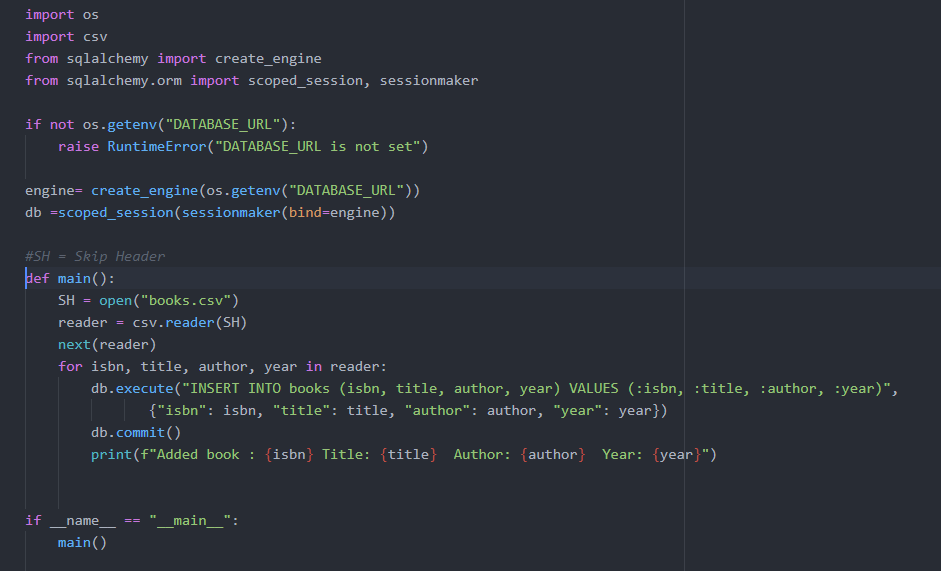 import os
import csv
from sqlalchemy import create_engine
from sqlalchemy.orm import scoped_session, sessionmaker
if not os.getenv("DATABASE_URL"):
raise RuntimeError("DATABASE_URL is not set")
engine= create_engine(os.getenv("DATABASE_URL"))
db =scoped_session(sessionmaker(bind=engine))
#SH = Skip Header
def main():
SH = open("books.csv")
reader = csv.reader(SH)
next(reader)
for isbn, title, author, year in reader:
db.execute("INSERT INTO books (isbn, title, author, year) VALUES (:isbn, :title, :author, :year)",
{"isbn": isbn, "title": title, "author": author, "year": year})
db.commit()
print(f"Added book : {isbn} Title: {title}  Author: {author}  Year: {year}")
if __name__ == "__main__":
main()